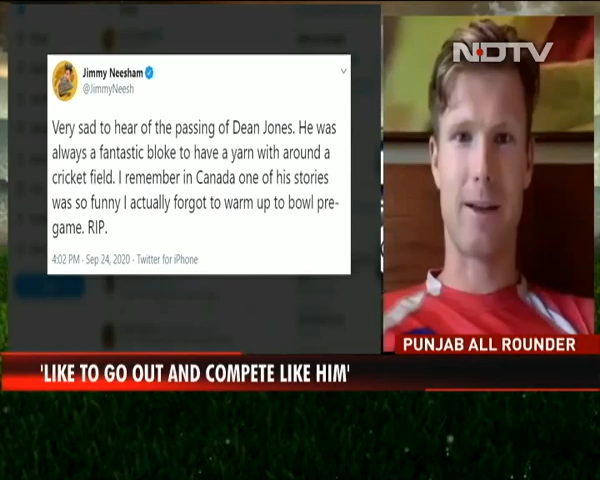 NDTV
Jimmy Neesham
@JimmyNeesh
Very sad to hear of the passing of Dean Jones. He was
always a fantastic bloke to have a yarn with around a
cricket field. I remember in Canada one of his stories
was so funny I actually forgot to warm up to bowl pre-
game. RIP.
4:02 PM - Sep 24, 2020 - Twitter for iPhone
PUNJAB ALL ROUNDER
'LIKE TO GO OUT AND COMPETE LIKE HIM'